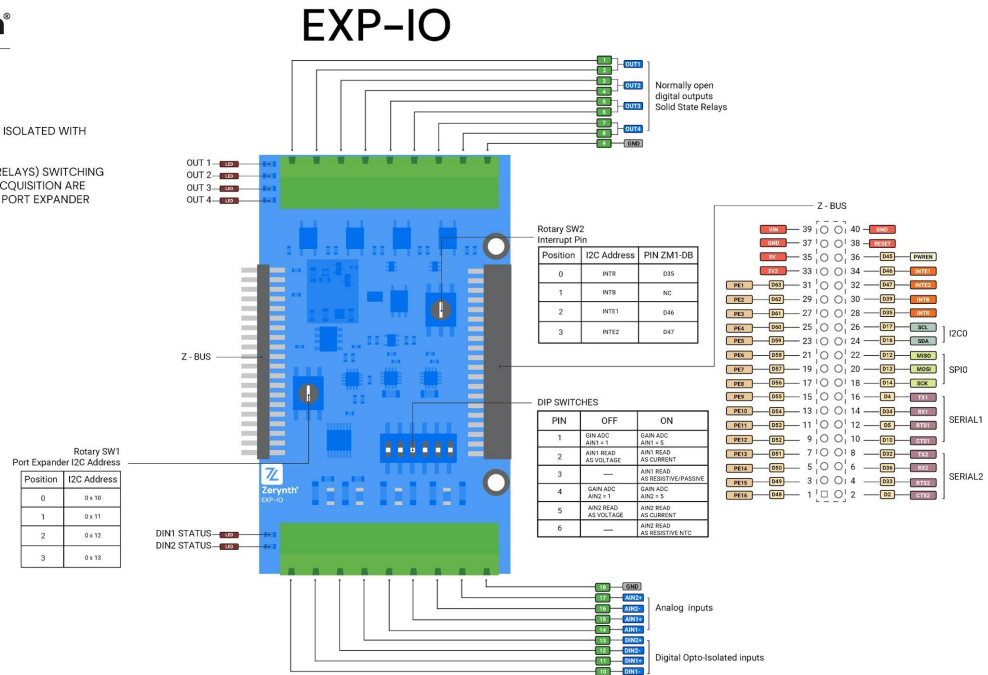 EXP-IO
ISOLATED WITH
RELAYS) SWITCHING
CQUISITION ARE
PORT EXPANDER
1
2
OUT1
3
4
OUT2
5
6
OUT3
7
8
OUT4
9
GND
Normally open
digital outputs
Solid State Relays
OUT 1
LED
OUT 2
LED
OUT 3
LED
OUT 4
LED
Z - BUS
Rotary SW2
Interrupt Pin
Position I2C Address PIN ZM1-DB
0 INTR D35
1 INTB NC
2 INTE1 D46
3 INTE2 D47
DIP SWITCHES
PIN OFF ON
1 GIN ADC AIN1 = 1 GAIN ADC AIN1 = 5
2 AIN1 READ AS VOLTAGE AIN1 READ AS CURRENT
3 — AIN1 READ AS RESISTIVE/PASSIVE
4 GAIN ADC AIN2 = 1 GAIN ADC AIN2 = 5
5 AIN2 READ AS VOLTAGE AIN2 READ AS CURRENT
6 — AIN2 READ AS RESISTIVE NTC
Z - BUS
VIN 39 40 GND
GND 37 38 RESET
5V 35 36 D45 PWREN
3V3 33 34 D46 INTE1
PE1 D63 31 32 D47 INTE2
PE2 D62 29 30 D39 INTB
PE3 D61 27 28 D35 INTR
PE4 D60 25 26 D17 SCL
PE5 D59 23 24 D16 SDA
I2C0
PE6 D58 21 22 D12 MISO
PE7 D57 19 20 D13 MOSI
PE8 D56 17 18 D14 SCK
SPI0
PE9 D55 15 16 D4 TX1
PE10 D54 13 14 D34 RX1
PE11 D53 11 12 D5 RTS1
PE12 D52 9 10 D10 CTS1
SERIAL1
PE13 D51 7 8 D32 TX2
PE14 D50 5 6 D36 RX2
PE15 D49 3 4 D33 RTS2
PE16 D48 1 2 D2 CTS2
SERIAL2
Rotary SW1
Port Expander I2C Address
Position I2C Address
0 0 x 10
1 0 x 11
2 0 x 12
3 0 x 13
Zerynth®
EXP-IO
DIN1 STATUS
LED
DIN2 STATUS
LED
18 GND
17 AIN2+
16 AIN2-
15 AIN1+
14 AIN1-
Analog inputs
13 DIN2+
12 DIN2-
11 DIN1+
10 DIN1-
Digital Opto-Isolated inputs